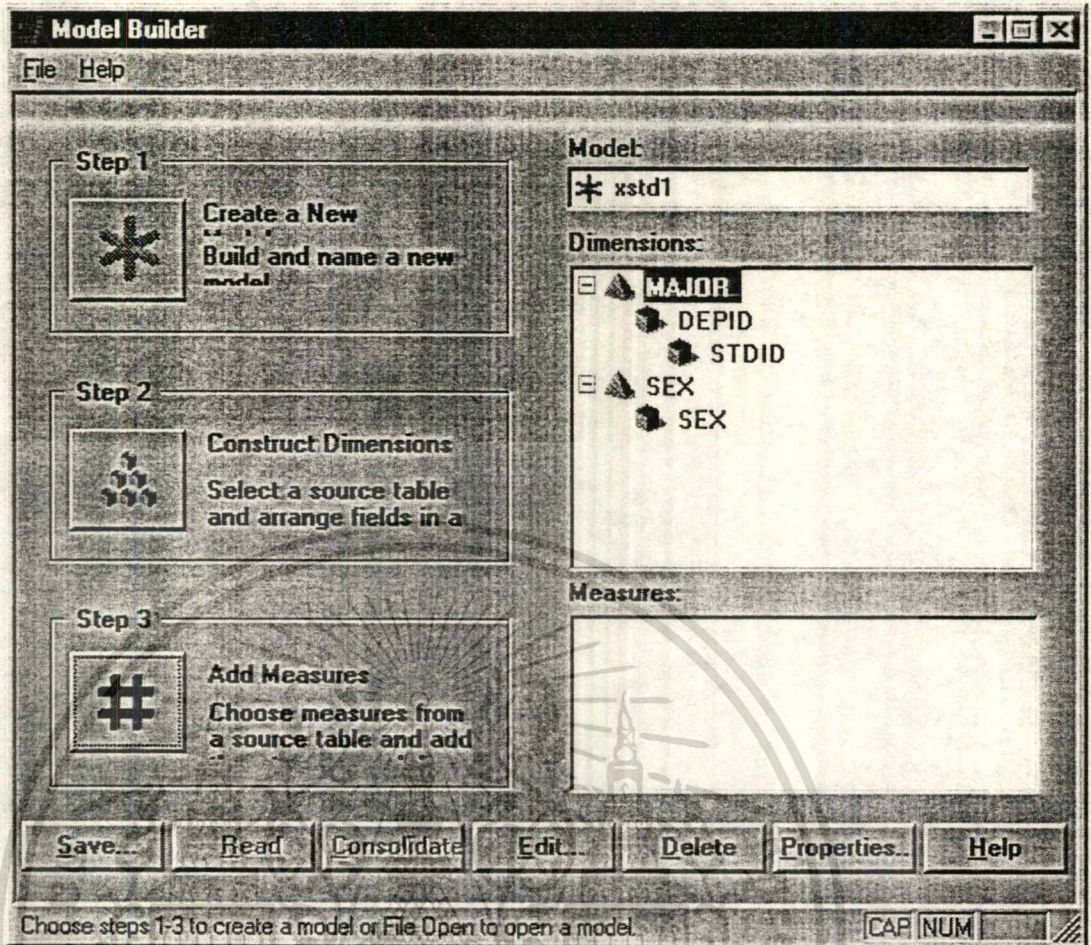 Model Builder
File Help
Step 1
Create a New
Build and name a new
model
Step 2
Construct Dimensions
Select a source table
and arrange fields in a
Step 3
Add Measures
Choose measures from
a source table and add
Model:
xstd1
Dimensions:
MAJOR
DEPID
STDID
SEX
SEX
Measures:
Save... Read Consolidate Edit... Delete Properties... Help
Choose steps 1-3 to create a model or File Open to open a model. CAP NUM